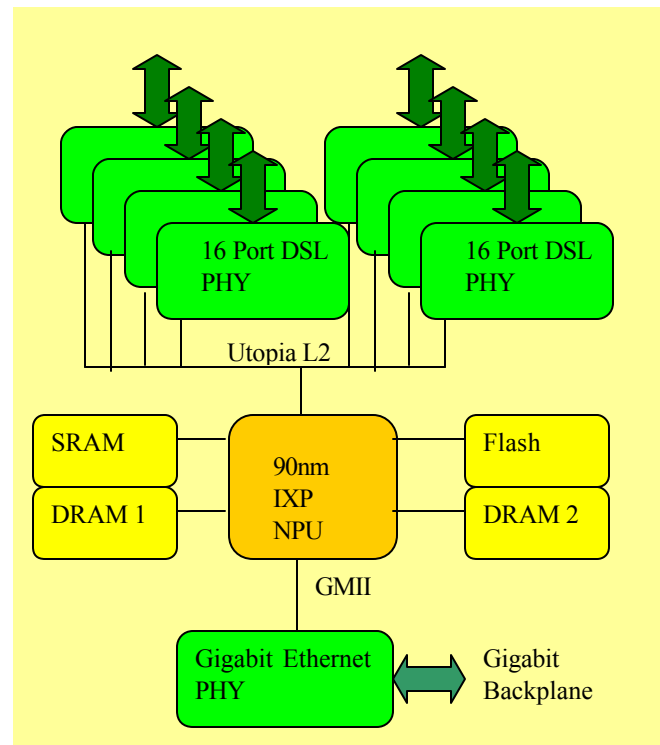 16 Port DSL
PHY
16 Port DSL
PHY
Utopia L2
SRAM
DRAM 1
90nm
IXP
NPU
Flash
DRAM 2
GMII
Gigabit Ethernet
PHY
Gigabit
Backplane